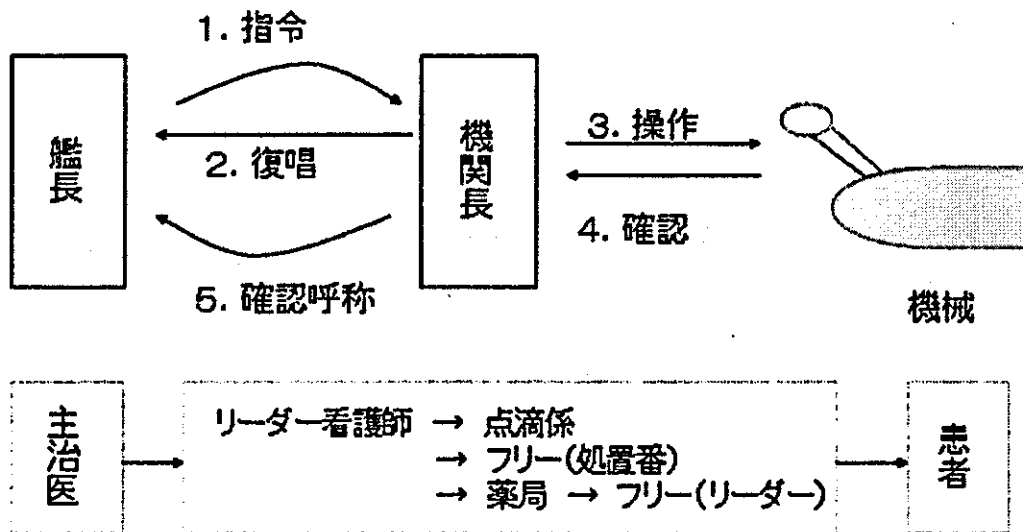 1. 指令
艦長
2. 復唱
5. 確認呼称
機関長
3. 操作
4. 確認
機械
主治医
リーダー看護師 → 点滴係
→ フリー(処置番)
→ 薬局 → フリー(リーダー)
患者